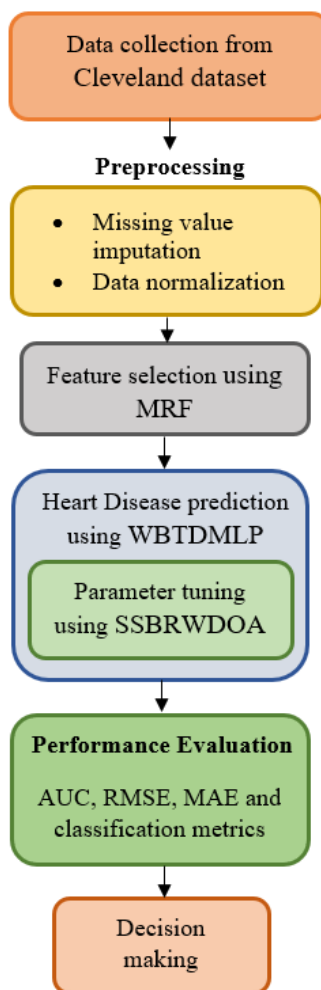 Data collection from
Cleveland dataset
Preprocessing
• Missing value
imputation
• Data normalization
Feature selection using
MRF
Heart Disease prediction
using WBTDMLP
Parameter tuning
using SSBRWDOA
Performance Evaluation
AUC, RMSE, MAE and
classification metrics
Decision
making